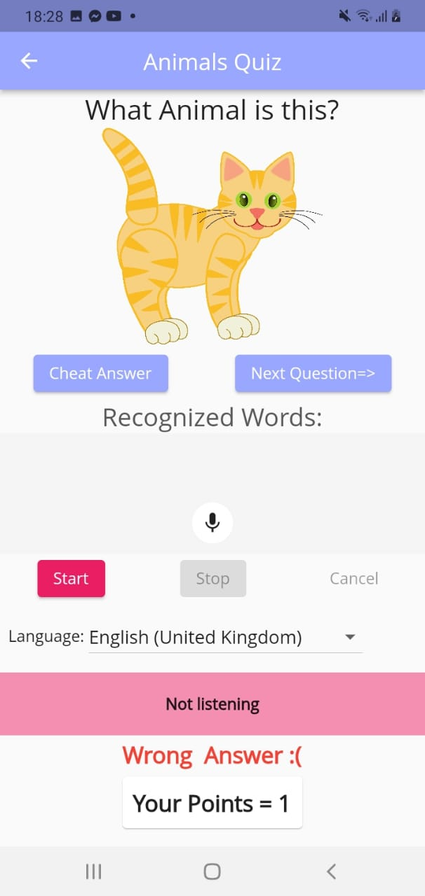 18:28
Animals Quiz
What Animal is this?
Cheat Answer
Next Question=>
Recognized Words:
Start
Stop
Cancel
Language: English (United Kingdom)
Not listening
Wrong Answer :(
Your Points = 1